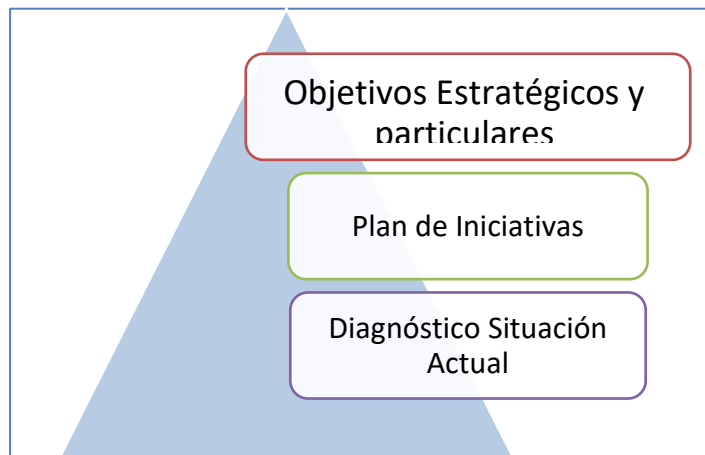 Objetivos Estratégicos y
particulares
Plan de Iniciativas
Diagnóstico Situación
Actual